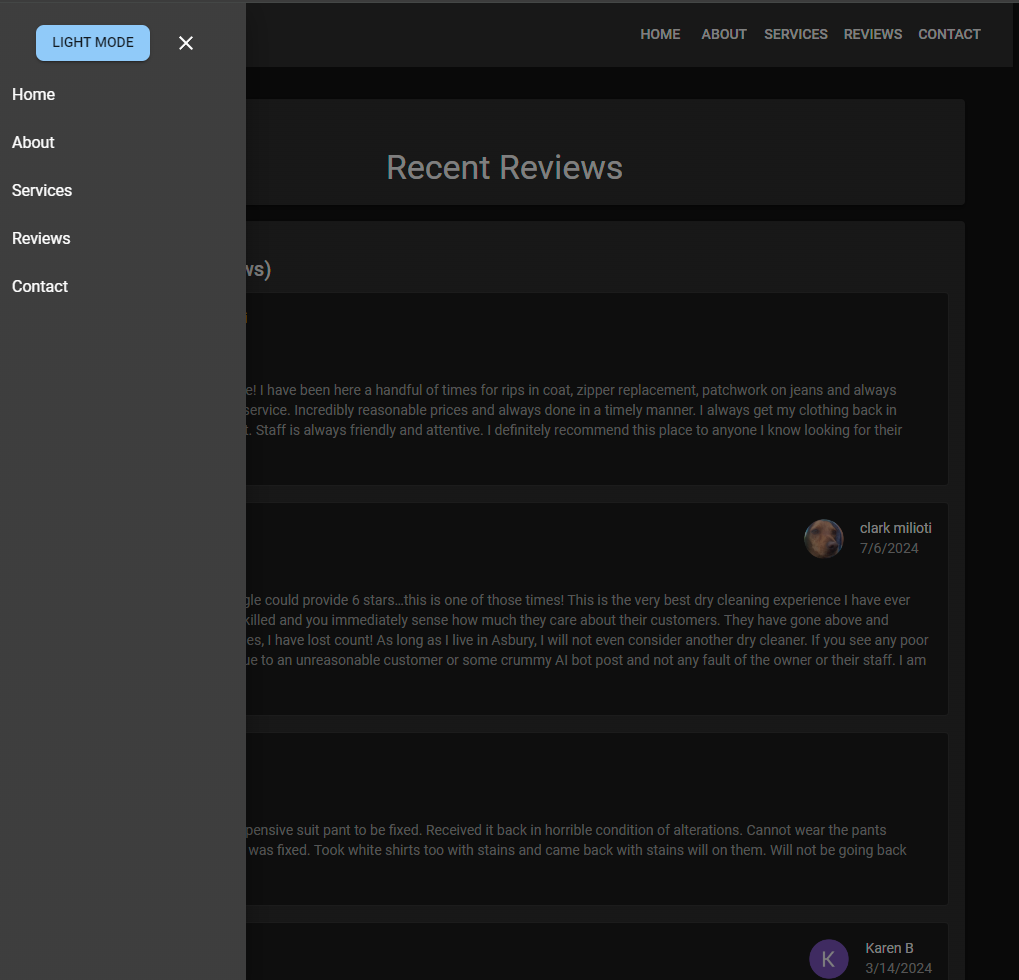 LIGHT MODE
HOME ABOUT SERVICES REVIEWS CONTACT
Home
About
Services
Reviews
Contact
Recent Reviews
ws)
e! I have been here a handful of times for rips in coat, zipper replacement, patchwork on jeans and always
service. Incredibly reasonable prices and always done in a timely manner. I always get my clothing back in
t. Staff is always friendly and attentive. I definitely recommend this place to anyone I know looking for their
clark milioti
7/6/2024
gle could provide 6 stars…this is one of those times! This is the very best dry cleaning experience I have ever
killed and you immediately sense how much they care about their customers. They have gone above and
es, I have lost count! As long as I live in Asbury, I will not even consider another dry cleaner. If you see any poor
ue to an unreasonable customer or some crummy AI bot post and not any fault of the owner or their staff. I am
pensive suit pant to be fixed. Received it back in horrible condition of alterations. Cannot wear the pants
was fixed. Took white shirts too with stains and came back with stains will on them. Will not be going back
K
Karen B
3/14/2024